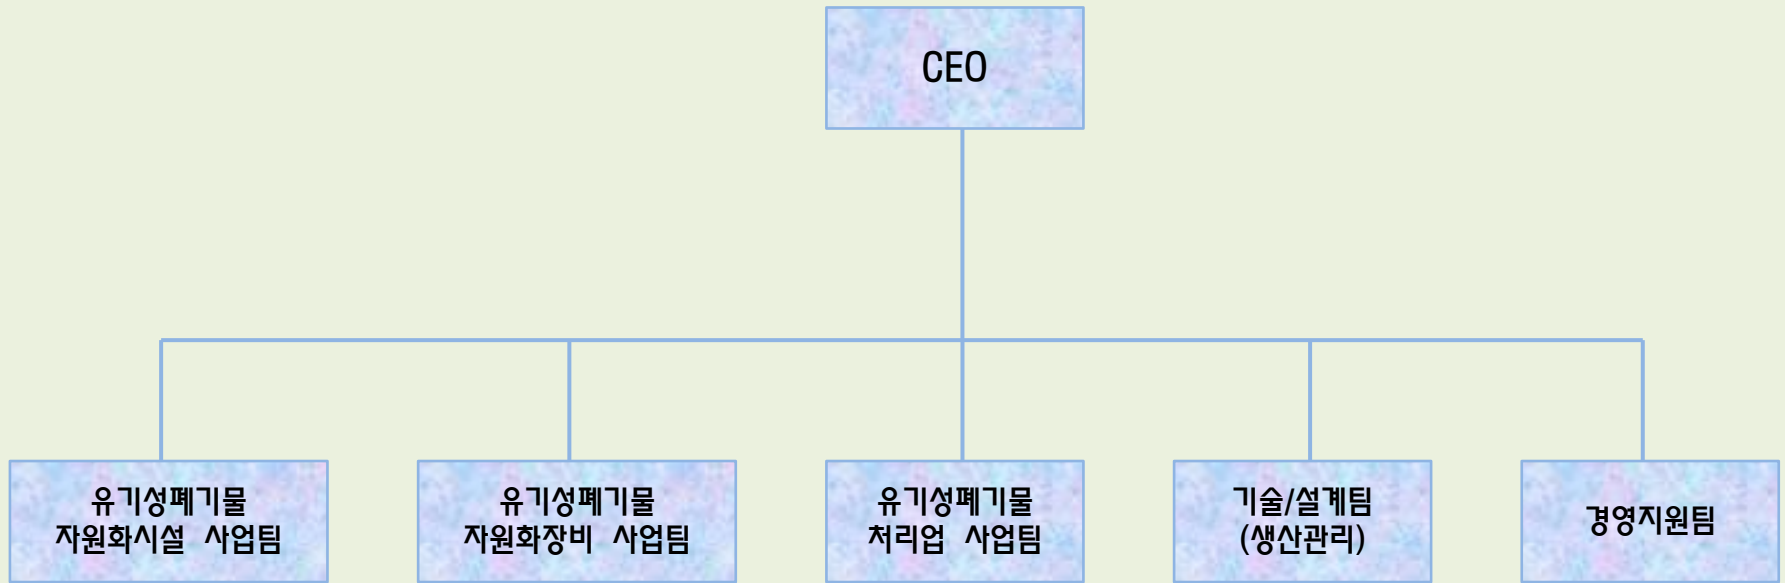 CEO
유기성폐기물
자원화시설 사업팀
유기성폐기물
자원화장비 사업팀
유기성폐기물
처리업 사업팀
기술/설계팀
(생산관리)
경영지원팀